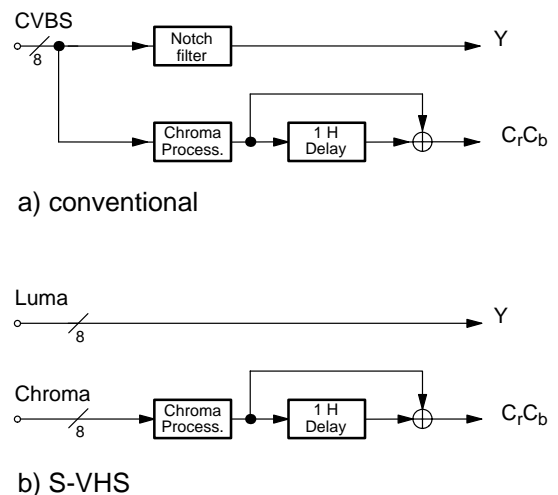 CVBS
8
Notch
filter
Y
Chroma
Process.
1 H
Delay
CrCb
a) conventional
Luma
8
Y
Chroma
8
Chroma
Process.
1 H
Delay
CrCb
b) S-VHS